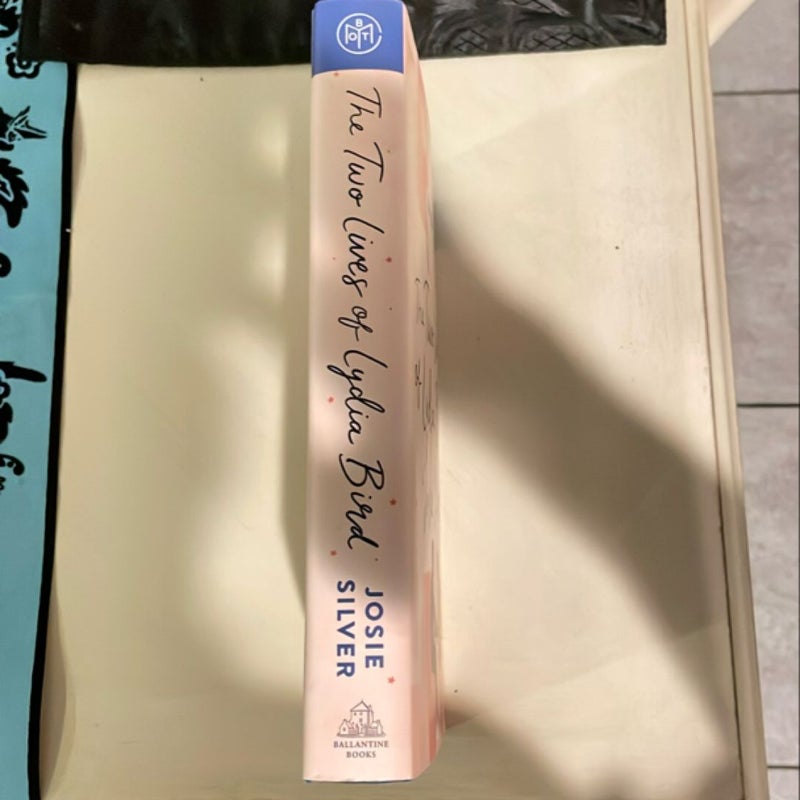 BOTM
The Two Lives of Lydia Bird
JOSIE
SILVER
BALLANTINE
BOOKS